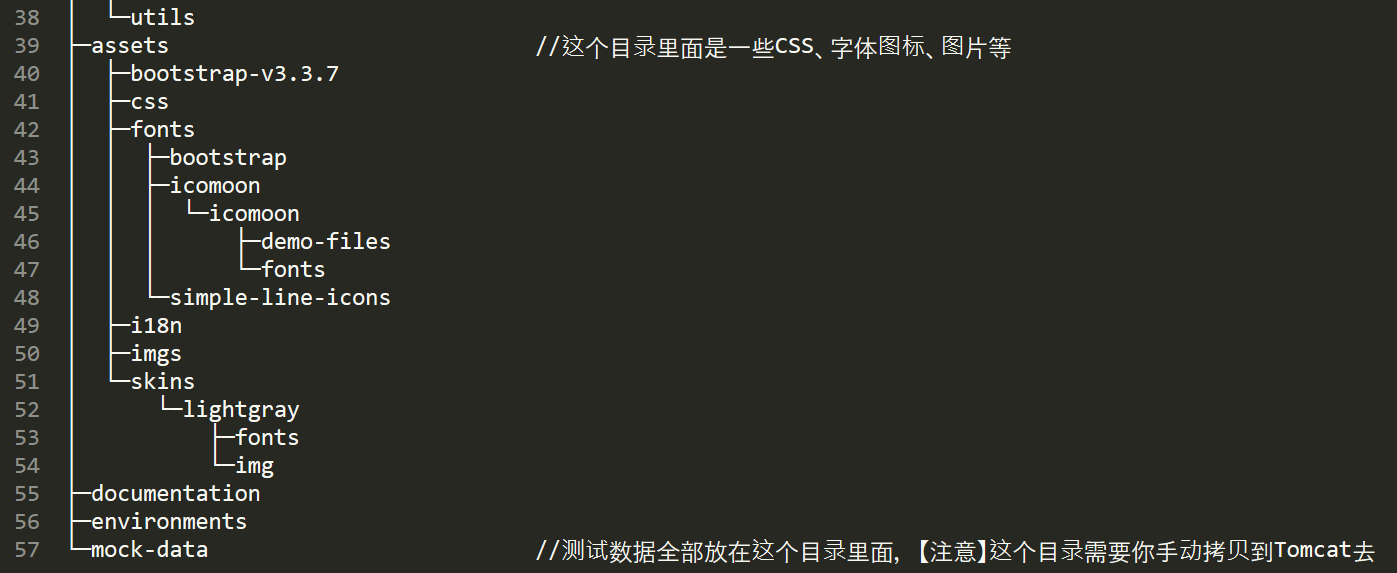 38 │  └─utils
39 ├─assets                            //这个目录里面是一些CSS、字体图标、图片等
40 │  ├─bootstrap-v3.3.7
41 │  ├─css
42 │  ├─fonts
43 │  │  ├─bootstrap
44 │  │  ├─icomoon
45 │  │  │  └─icomoon
46 │  │  │      ├─demo-files
47 │  │  │      └─fonts
48 │  │  └─simple-line-icons
49 │  ├─i18n
50 │  ├─imgs
51 │  └─skins
52 │      └─lightgray
53 │          ├─fonts
54 │          └─img
55 ├─documentation
56 ├─environments
57 └─mock-data                         //测试数据全部放在这个目录里面，【注意】这个目录需要你手动拷贝到Tomcat去